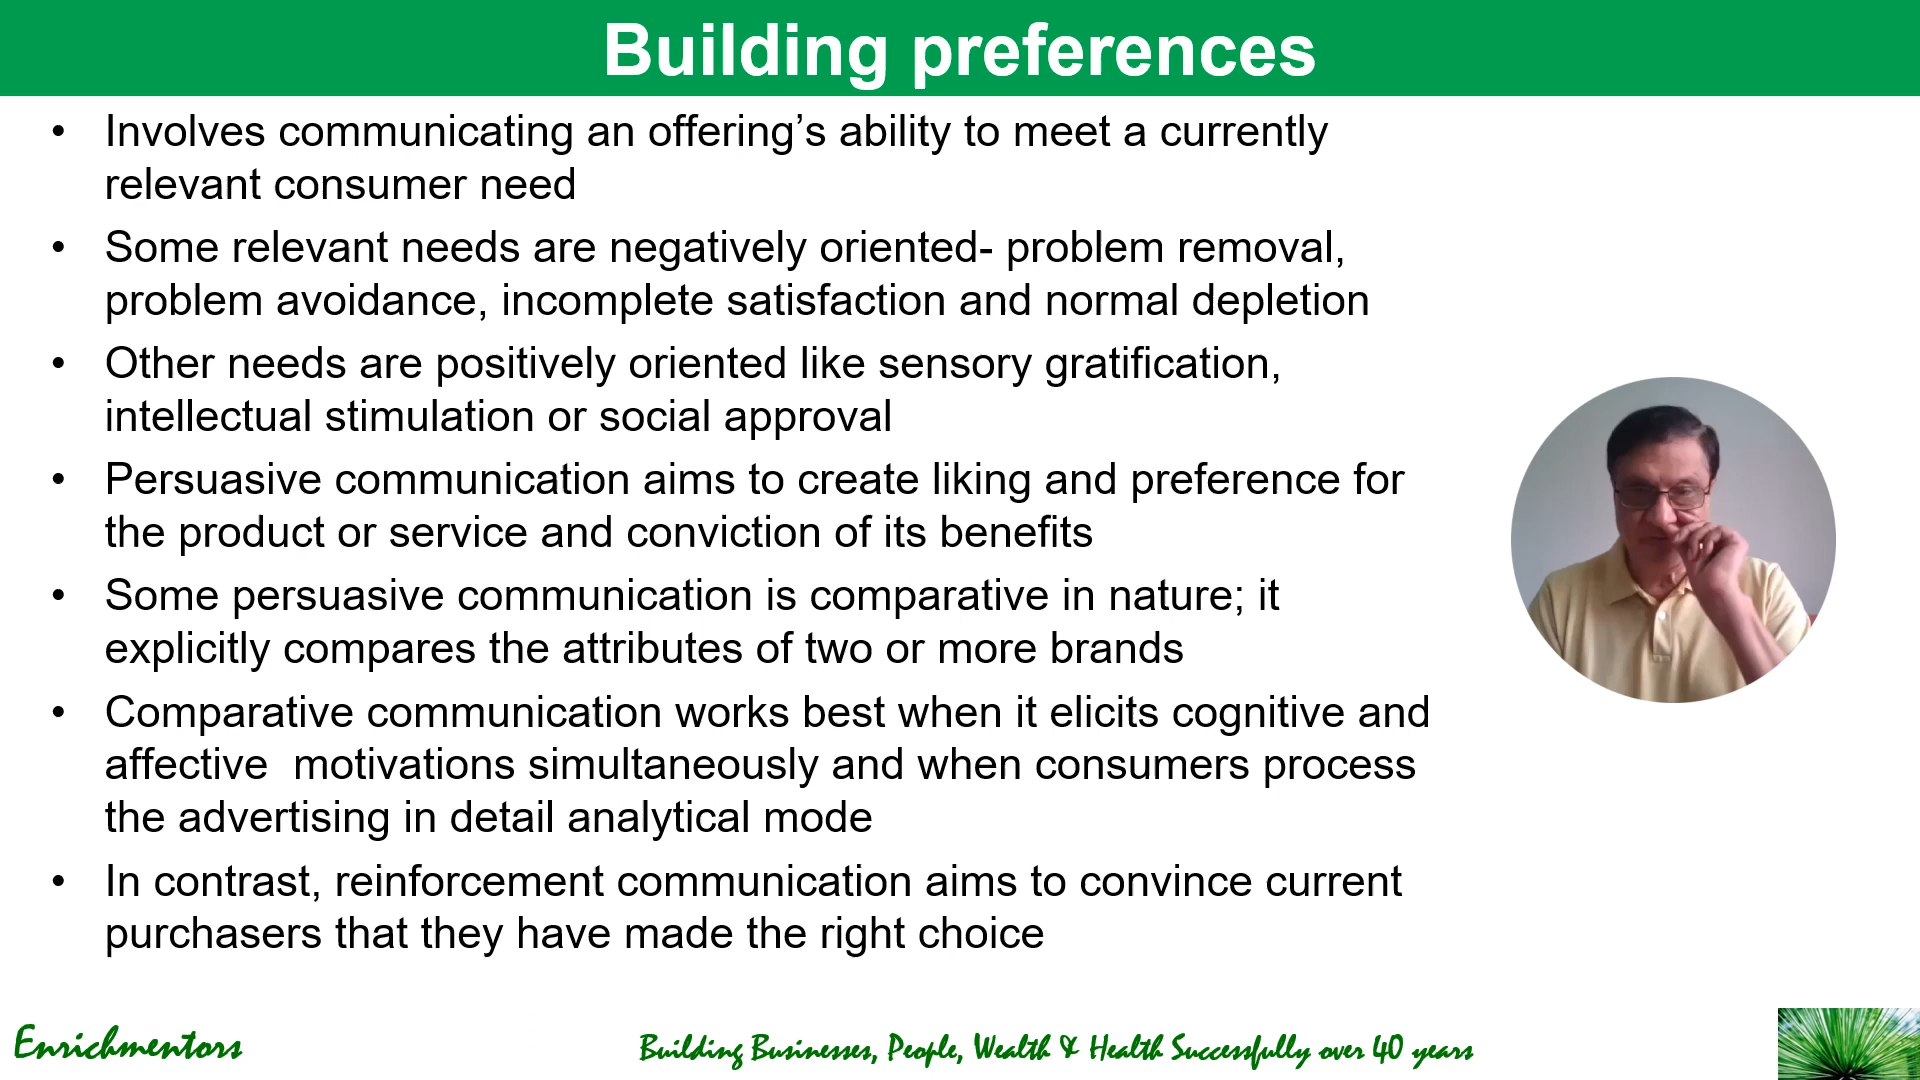 Building preferences
• Involves communicating an offering’s ability to meet a currently
relevant consumer need
• Some relevant needs are negatively oriented- problem removal,
problem avoidance, incomplete satisfaction and normal depletion
• Other needs are positively oriented like sensory gratification,
intellectual stimulation or social approval
• Persuasive communication aims to create liking and preference for
the product or service and conviction of its benefits
• Some persuasive communication is comparative in nature; it
explicitly compares the attributes of two or more brands
• Comparative communication works best when it elicits cognitive and
affective  motivations simultaneously and when consumers process
the advertising in detail analytical mode
• In contrast, reinforcement communication aims to convince current
purchasers that they have made the right choice
Enrichmentors
Building Businesses, People, Wealth & Health Successfully over 40 years